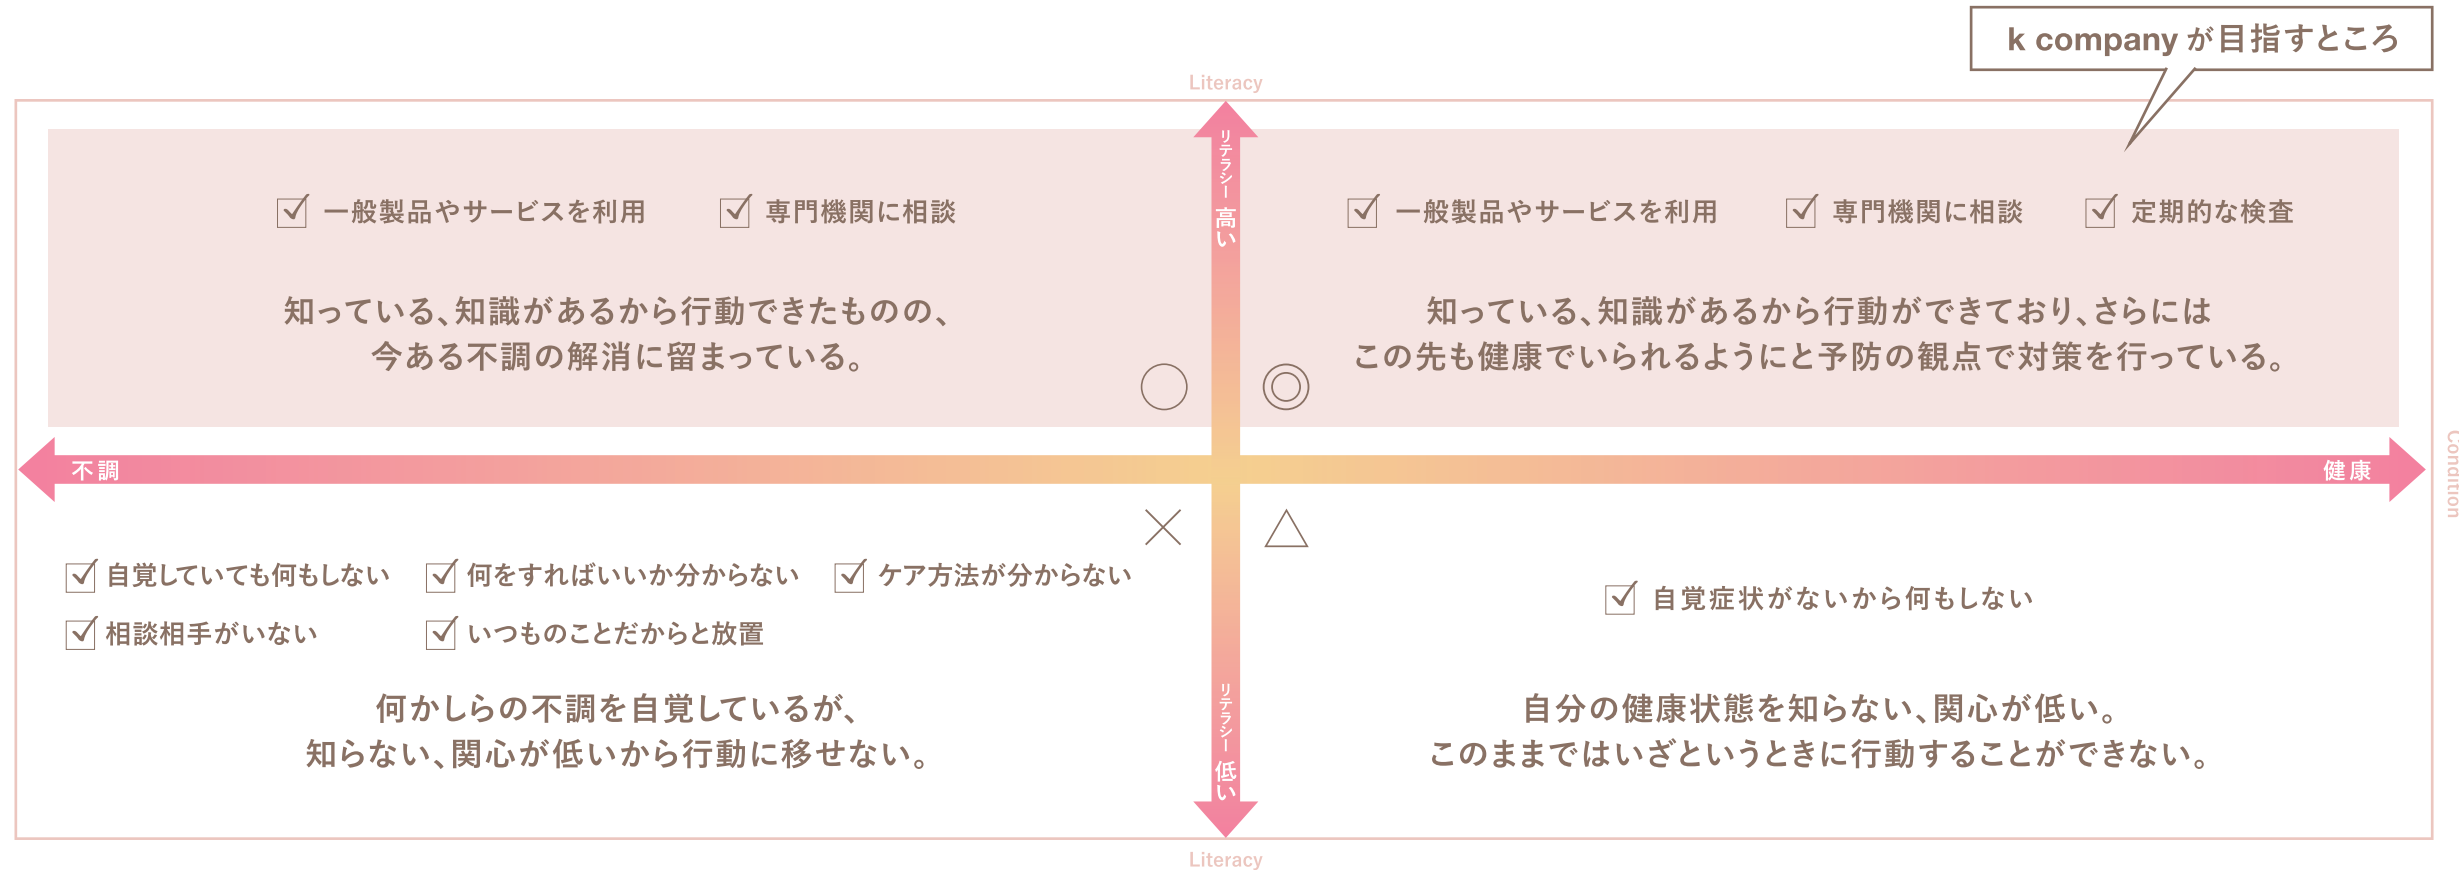 k company が目指すところ
Literacy
リテラシー 高い
一般製品やサービスを利用
専門機関に相談
知っている、知識があるから行動できたものの、
今ある不調の解消に留まっている。
一般製品やサービスを利用
専門機関に相談
定期的な検査
知っている、知識があるから行動ができており、さらには
この先も健康でいられるようにと予防の観点で対策を行っている。
不調
健康
Condition
自覚していても何もしない
何をすればいいか分からない
ケア方法が分からない
相談相手がいない
いつものことだからと放置
何かしらの不調を自覚しているが、
知らない、関心が低いから行動に移せない。
自覚症状がないから何もしない
自分の健康状態を知らない、関心が低い。
このままではいざというときに行動することができない。
リテラシー 低い
Literacy